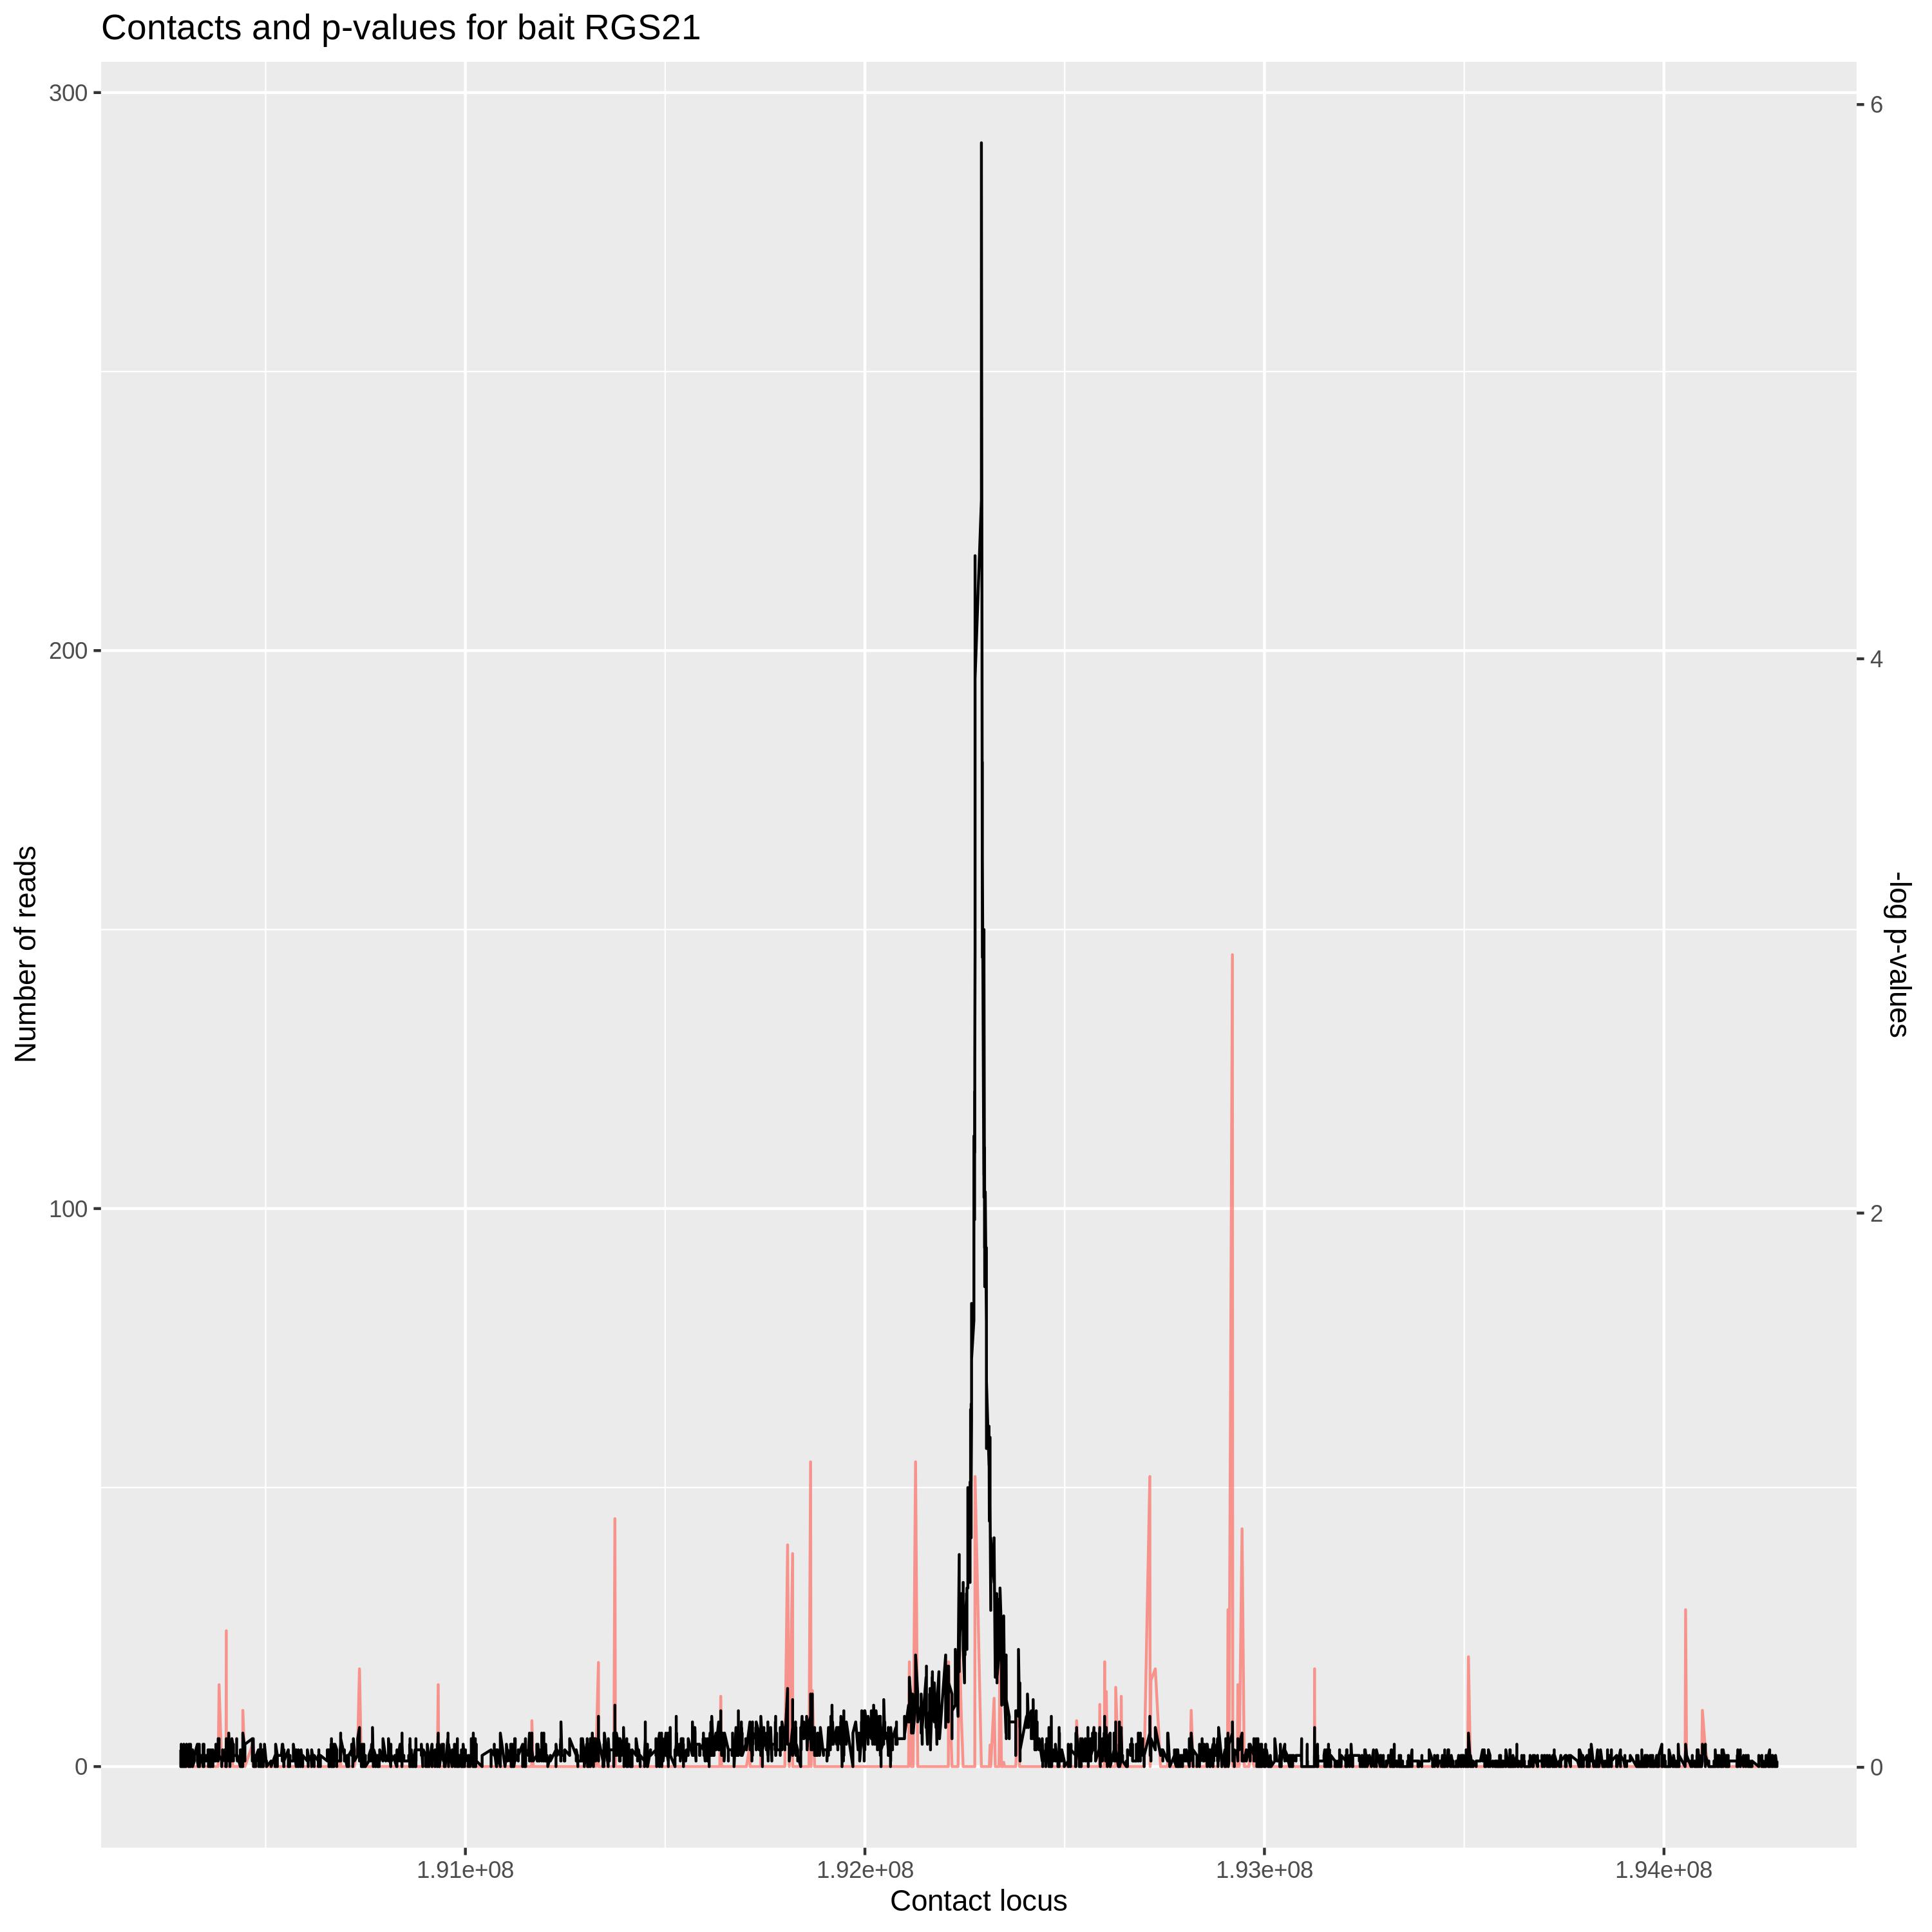 Contacts and p-values for bait RGS21
300
200
100
0
Number of reads
6
4
2
0
-log p-values
1.91e+08 1.92e+08 1.93e+08 1.94e+08
Contact locus